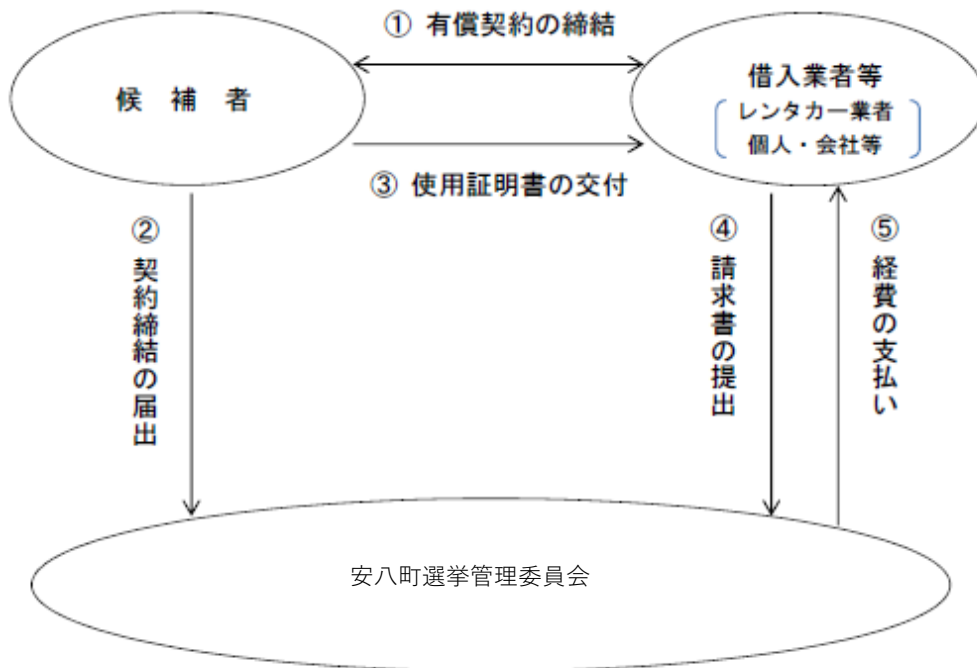 ① 有償契約の締結
候 補 者
借入業者等
レンタカー業者
個人・会社等
③ 使用証明書の交付
② 契約締結の届出
④ 請求書の提出
⑤ 経費の支払い
安八町選挙管理委員会